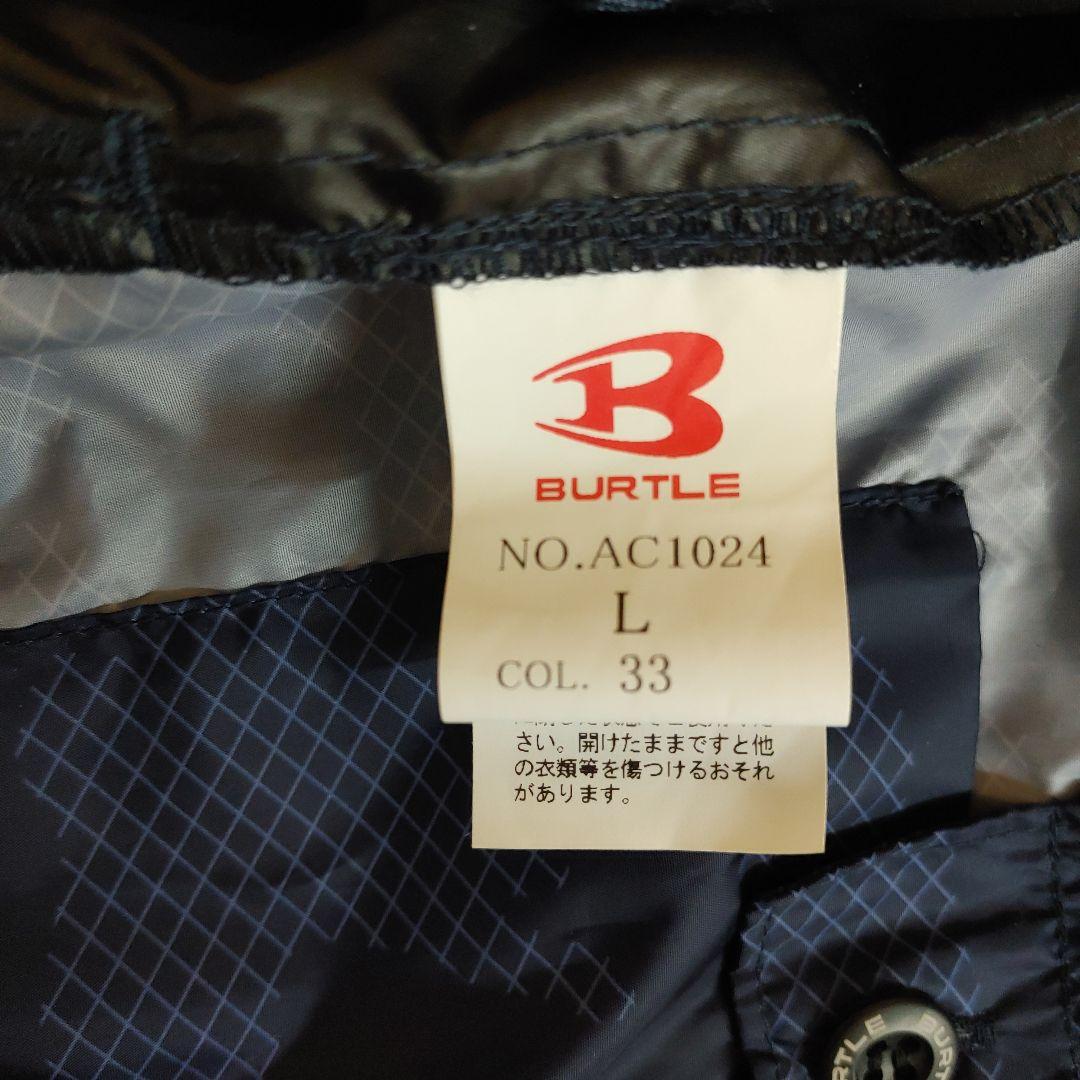 BURTLE
NO.AC1024
L
COL. 33
さい。開けたままですと他
の衣類等を傷つけるおそれ
があります。
BURTLE